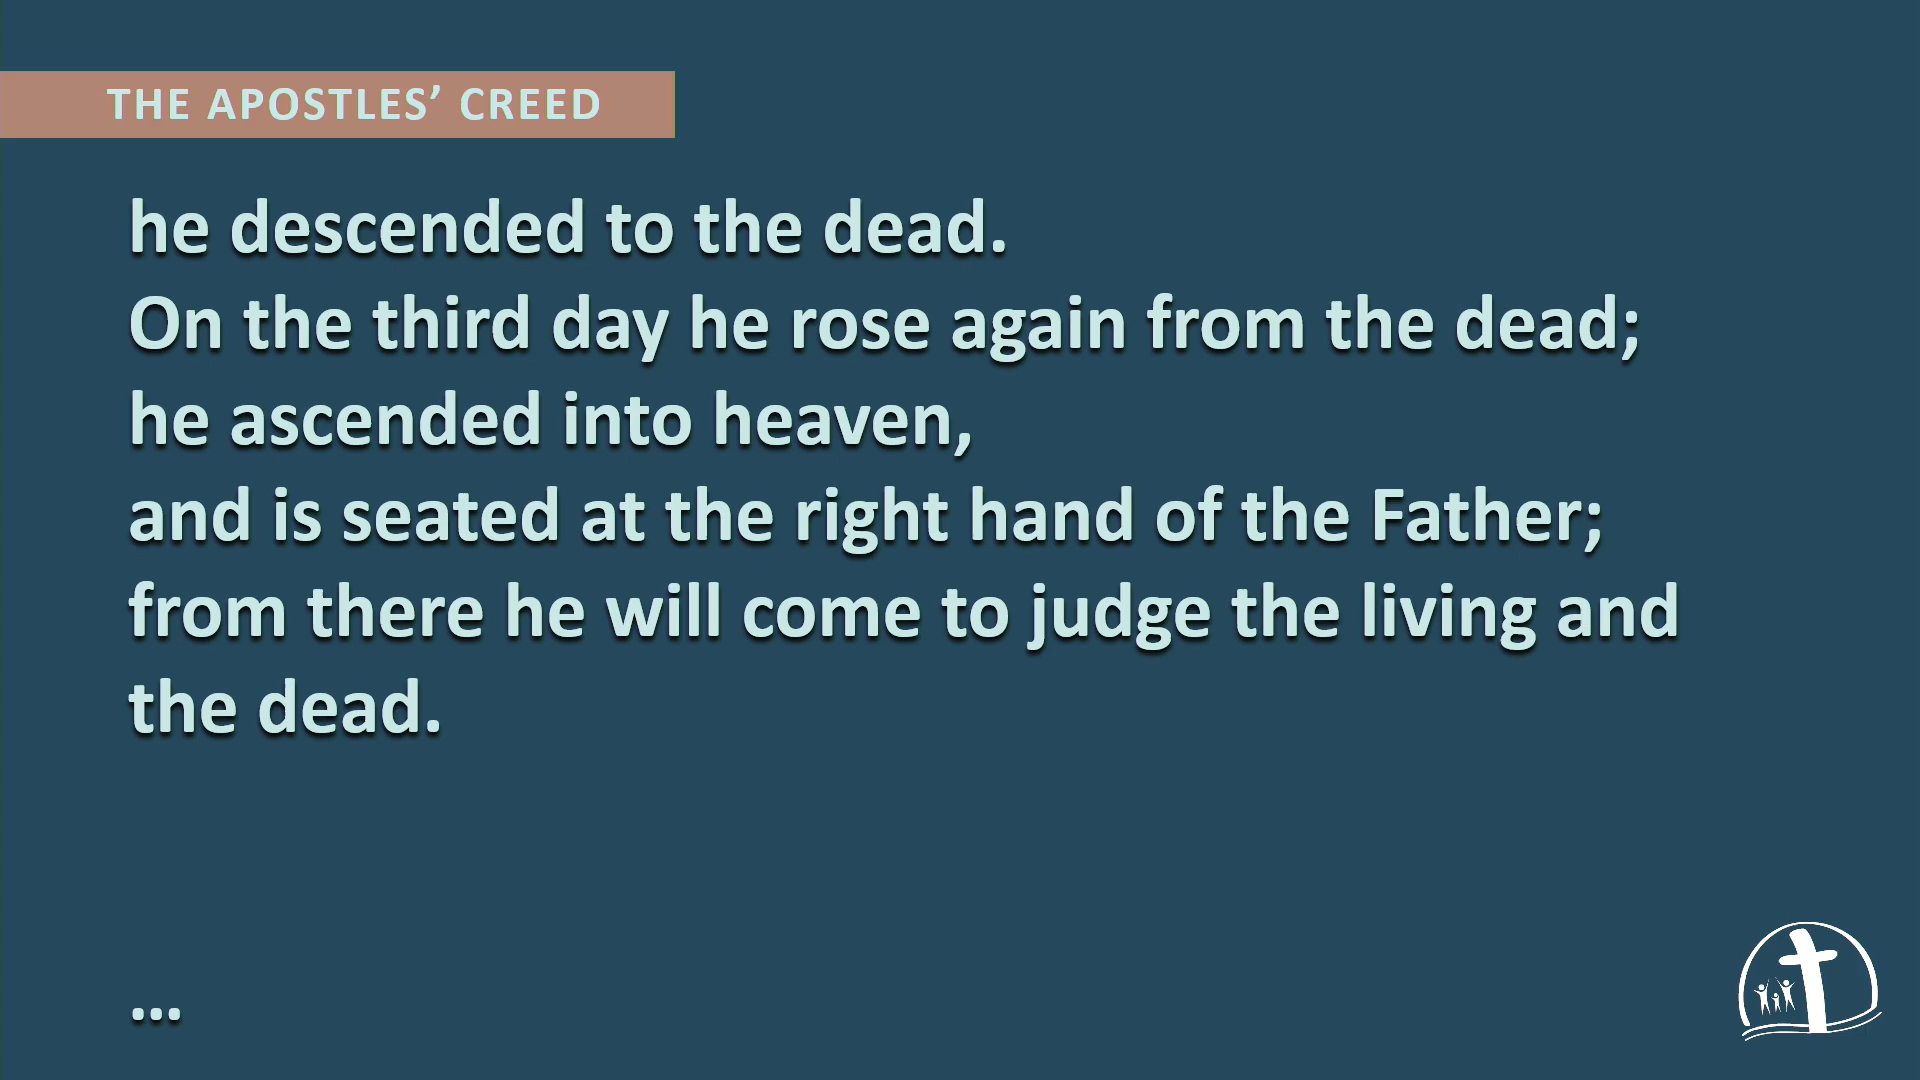 THE APOSTLES’ CREED
he descended to the dead.
On the third day he rose again from the dead;
he ascended into heaven,
and is seated at the right hand of the Father;
from there he will come to judge the living and
the dead.
...